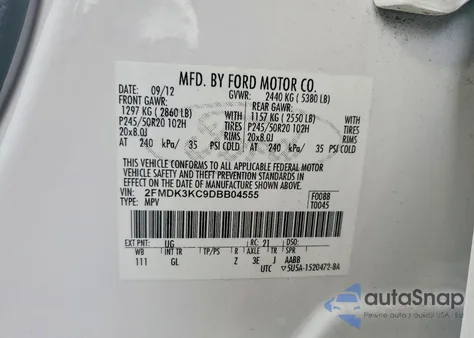 MFD. BY FORD MOTOR CO.
DATE: 09/12 GVWR: 2440 KG ( 5380 LB)
FRONT GAWR: REAR GAWR:
1297 KG ( 2860 LB) WITH 1157 KG ( 2550 LB) WITH
P245/50R20 102H TIRES P245/50R20 102H TIRES
20x8.0J RIMS 20x8.0J RIMS
AT 240 kPa/ 35 PSI COLD AT 240 kPa/ 35 PSI COLD
THIS VEHICLE CONFORMS TO ALL APPLICABLE FEDERAL MOTOR
VEHICLE SAFETY AND THEFT PREVENTION STANDARDS IN
EFFECT ON THE DATE OF MANUFACTURE SHOWN ABOVE.
VIN: 2FMDK3KC9DBB04555 F0088
TYPE: MPV T0045
EXT PNT: UG RC: 21 DSO:
WB INT TR TP/PS R AXLE TR SPR
111 GL Z 3E J AABB
UTC ▽5USA-1520472-BA
autoSnap